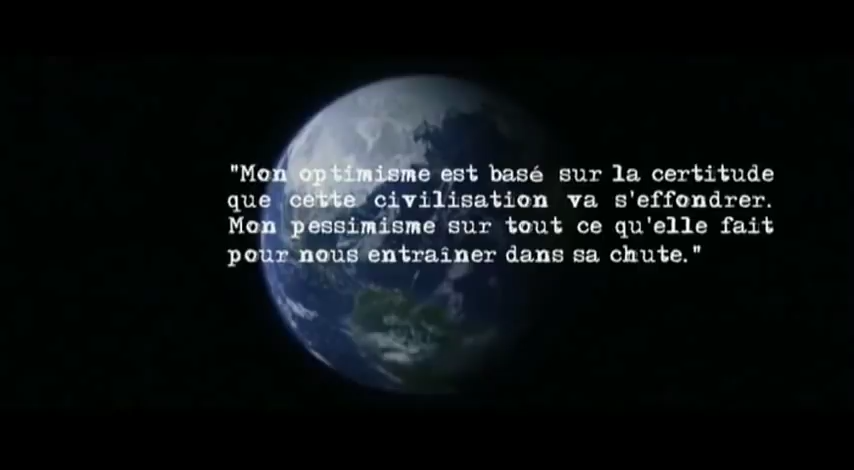 "Mon optimisme est basé sur la certitude
que cette civilisation va s'effondrer.
Mon pessimisme sur tout ce qu'elle fait
pour nous entraîner dans sa chute."